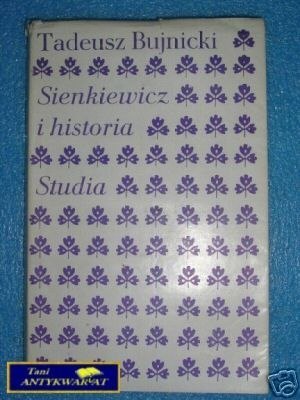 Tadeusz Bujnicki
Sienkiewicz
i historia
Studia
Tani
ANTYKWARIAT